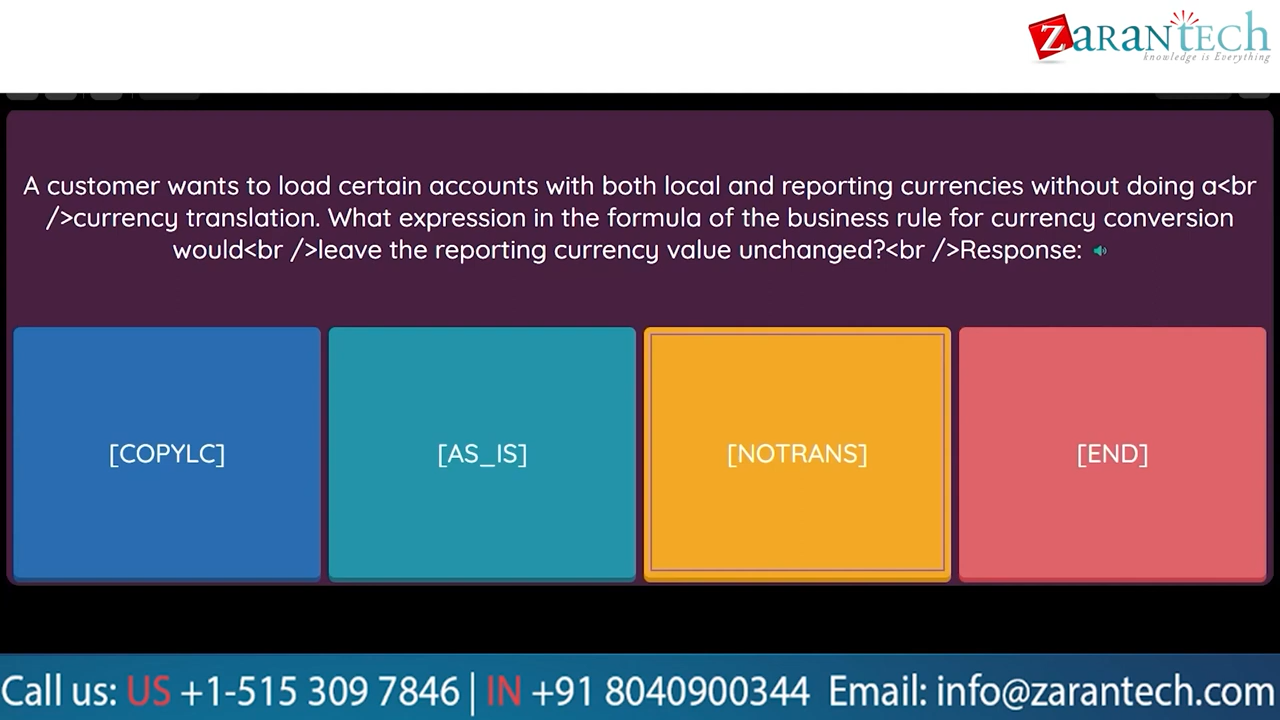 ZARANTECH
knowledge is Everything
A customer wants to load certain accounts with both local and reporting currencies without doing a<br
/>currency translation. What expression in the formula of the business rule for currency conversion
would<br />leave the reporting currency value unchanged?<br />Response:
[COPYLC]
[AS_IS]
[NOTRANS]
[END]
Call us: US +1-515 309 7846 | IN +91 8040900344 Email: info@zarantech.com